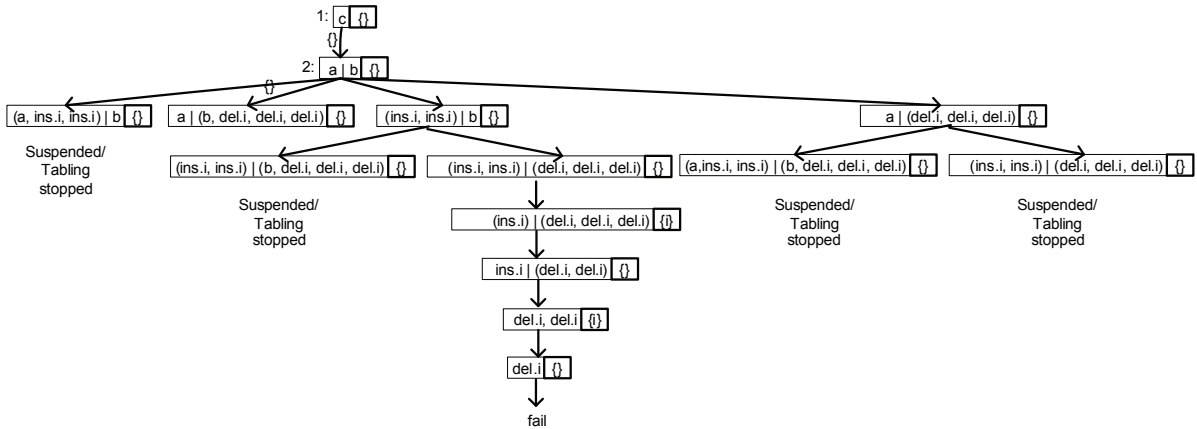 1: c {}
{}
2: a | b {}
{}
(a, ins.i, ins.i) | b {}
a | (b, del.i, del.i, del.i) {}
(ins.i, ins.i) | b {}
a | (del.i, del.i, del.i) {}
Suspended/
Tabling
stopped
(ins.i, ins.i) | (b, del.i, del.i, del.i) {}
(ins.i, ins.i) | (del.i, del.i, del.i) {}
(a,ins.i, ins.i) | (b, del.i, del.i, del.i) {}
(ins.i, ins.i) | (del.i, del.i, del.i) {}
Suspended/
Tabling
stopped
(ins.i) | (del.i, del.i, del.i) {i}
Suspended/
Tabling
stopped
Suspended/
Tabling
stopped
ins.i | (del.i, del.i) {}
del.i, del.i {i}
del.i {}
fail